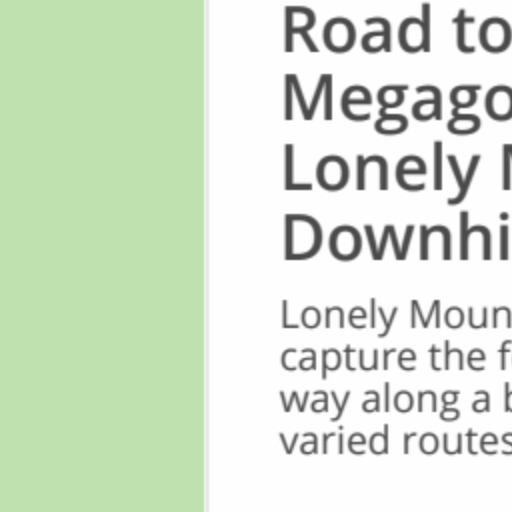 Road to
Megago
Lonely
Downhi
Lonely Moun
capture the f
way along a b
varied routes